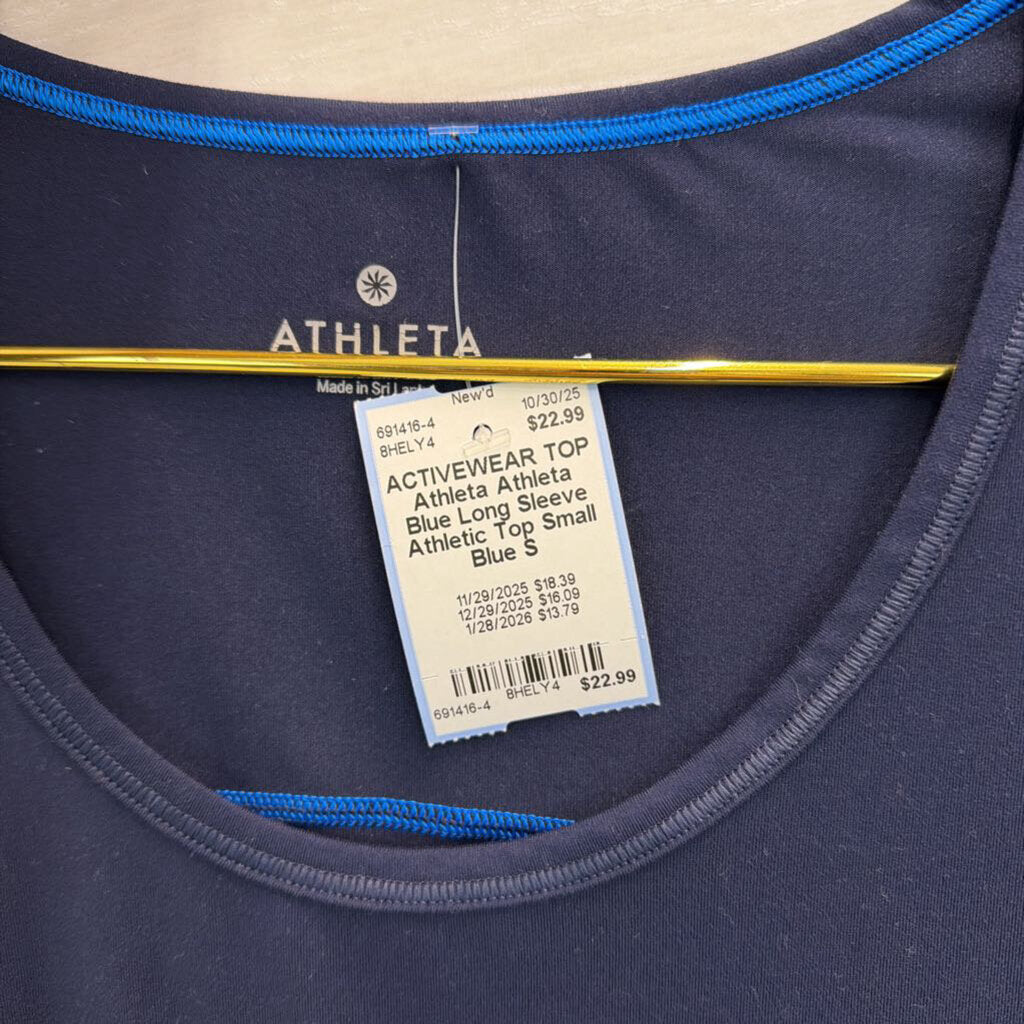 ATHLETA
Made in Sri
New'd
691416-4 10/30/25
8HELY4 $22.99
ACTIVEWEAR TOP
Athleta Athleta
Blue Long Sleeve
Athletic Top Small
Blue S
11/29/2025 $18.39
12/29/2025 $16.09
1/28/2026 $13.79
691416-4 8HELY4 $22.99